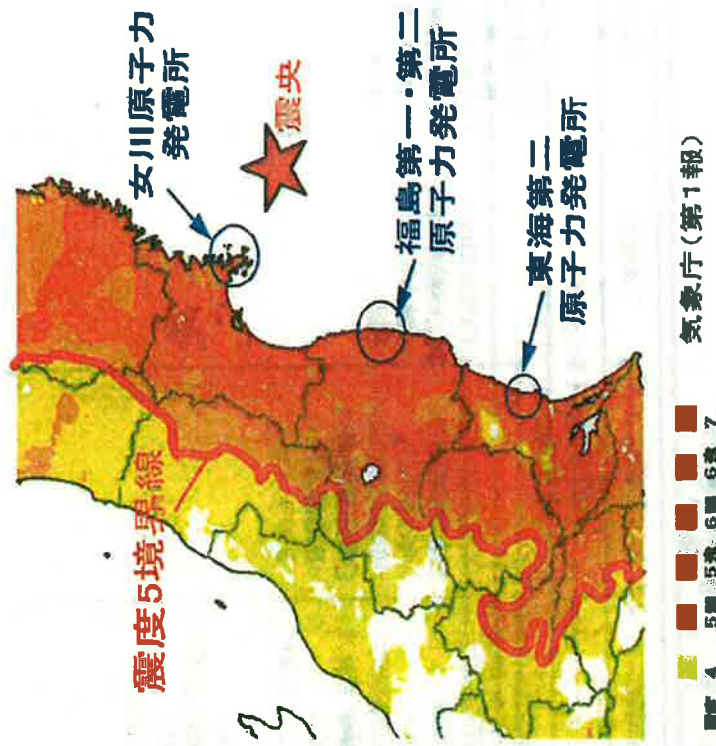 女川原子力
発電所
震央
福島第一・第二
原子力発電所
東海第二
原子力発電所
震度5境界線
気象庁(第1報)
震度 4 5弱 5強 6弱 6強 7